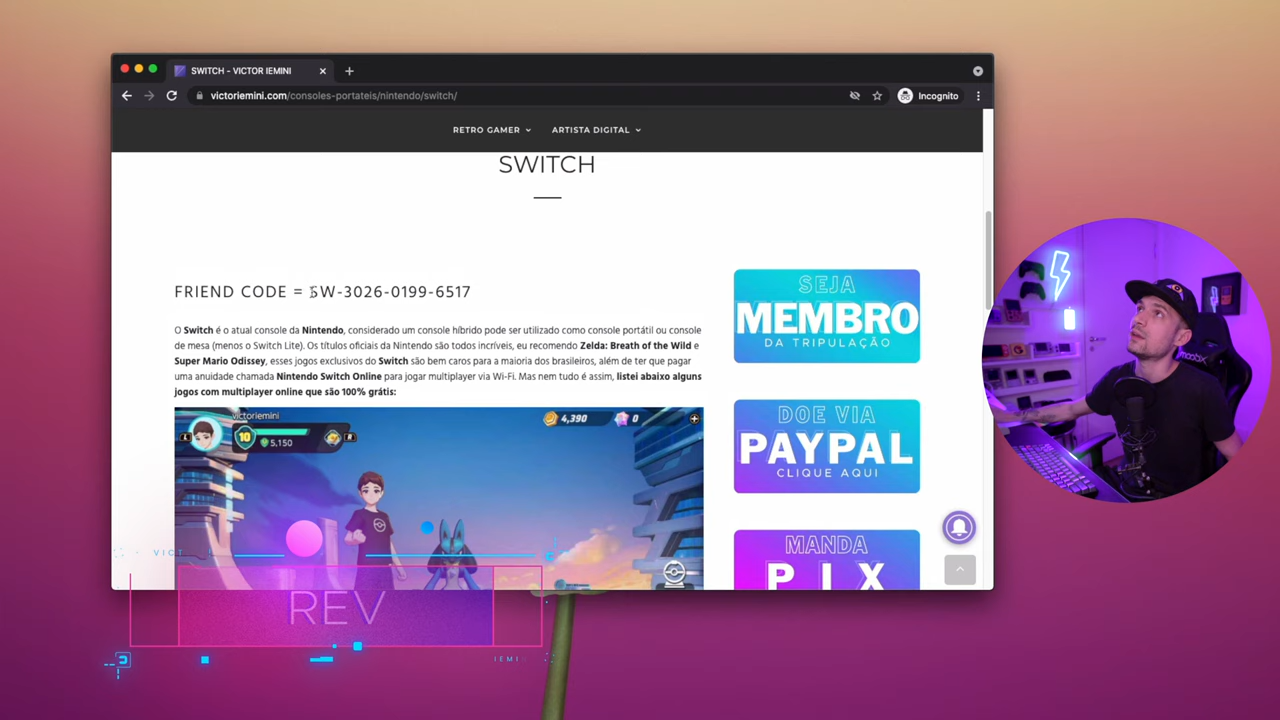 SWITCH - VICTOR IEMINI
victoriemini.com/consoles-portateis/nintendo/switch/
Incognito
RETRO GAMER
ARTISTA DIGITAL
SWITCH
FRIEND CODE = SW-3026-0199-6517
O Switch é o atual console da Nintendo, considerado um console híbrido pode ser utilizado como console portátil ou console
de mesa (menos o Switch Lite). Os títulos oficiais da Nintendo são todos incríveis, eu recomendo Zelda: Breath of the Wild e
Super Mario Odissey, esses jogos exclusivos do Switch são bem caros para a maioria dos brasileiros, além de ter que pagar
uma anuidade chamada Nintendo Switch Online para jogar multiplayer via Wi-Fi. Mas nem tudo é assim, listei abaixo alguns
jogos com multiplayer online que são 100% grátis:
victoriemini
L
10
5,150
R
4,390
0
SEJA
MEMBRO
DA TRIPULAÇÃO
DOE VIA
PAYPAL
CLIQUE AQUI
MANDA
PIX
VICT
REV
IEMI
moobx